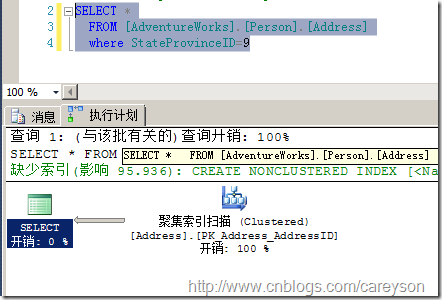 2 SELECT *
3 FROM [AdventureWorks].[Person].[Address]
4 where StateProvinceID=9
100 %
消息 执行计划
查询 1: (与该批有关的)查询开销: 100%
SELECT * FROM
SELECT * FROM [AdventureWorks].[Person].[Address]
缺少索引(影响 95.936): CREATE NONCLUSTERED INDEX [<Na
SELECT
开销: 0 %
聚集索引扫描 (Clustered)
[Address].[PK_Address_AddressID]
开销: 100 %
http://www.cnblogs.com/careyson